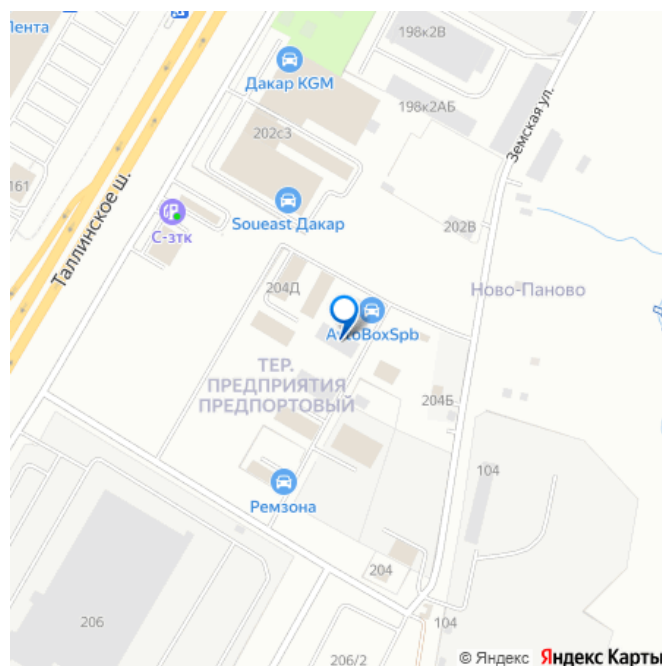 Лента
198к2В
Дакар KGM
198к2АБ
Земская ул.
202с3
161
Таллинское ш.
С-зтк
Soueast Дакар
202В
204Д
Ново-Паново
AutoBoxSpb
ТЕР.
ПРЕДПРИЯТИЯ
ПРЕДПОРТОВЫЙ
204Б
104
Ремзона
204
206
104
206/2
© Яндекс Яндекс Карты